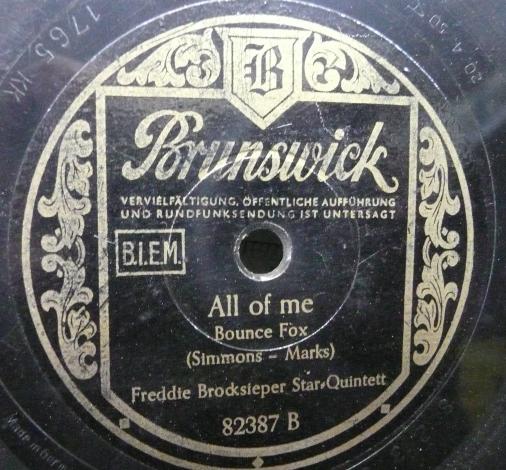 B
Brunswick
VERVIELFÄLTIGUNG, ÖFFENTLICHE AUFFÜHRUNG
UND RUNDFUNKSENDUNG IST UNTERSAGT
B.I.E.M.
All of me
Bounce Fox
(Simmons - Marks)
Freddie Brocksieper Star-Quintett
82387 B
1765 KK